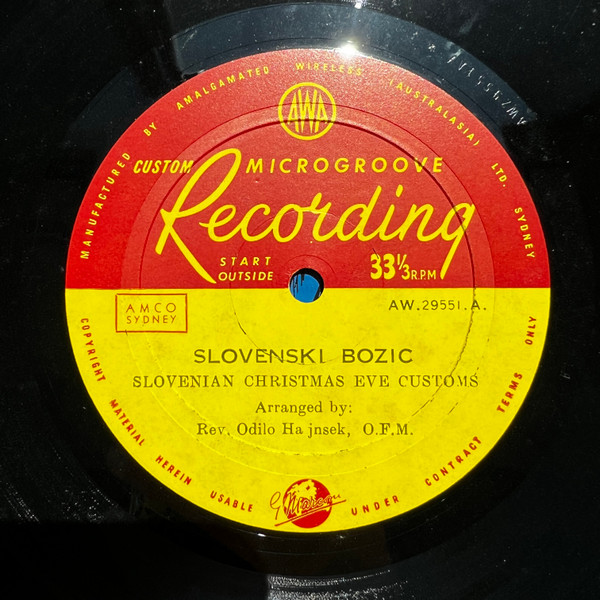 MANUFACTURED BY AMALGAMATED WIRELESS (AUSTRALASIA) LTD. SYDNEY
AWA
CUSTOM MICROGROOVE
Recording
START
OUTSIDE
33⅓ R.P.M
AMCO
SYDNEY
AW.29551.A.
SLOVENSKI BOZIC
SLOVENIAN CHRISTMAS EVE CUSTOMS
Arranged by:
Rev. Odilo Ha jnsek, O.F.M.
COPYRIGHT MATERIAL HEREIN USABLE UNDER CONTRACT TERMS ONLY
G Marconi